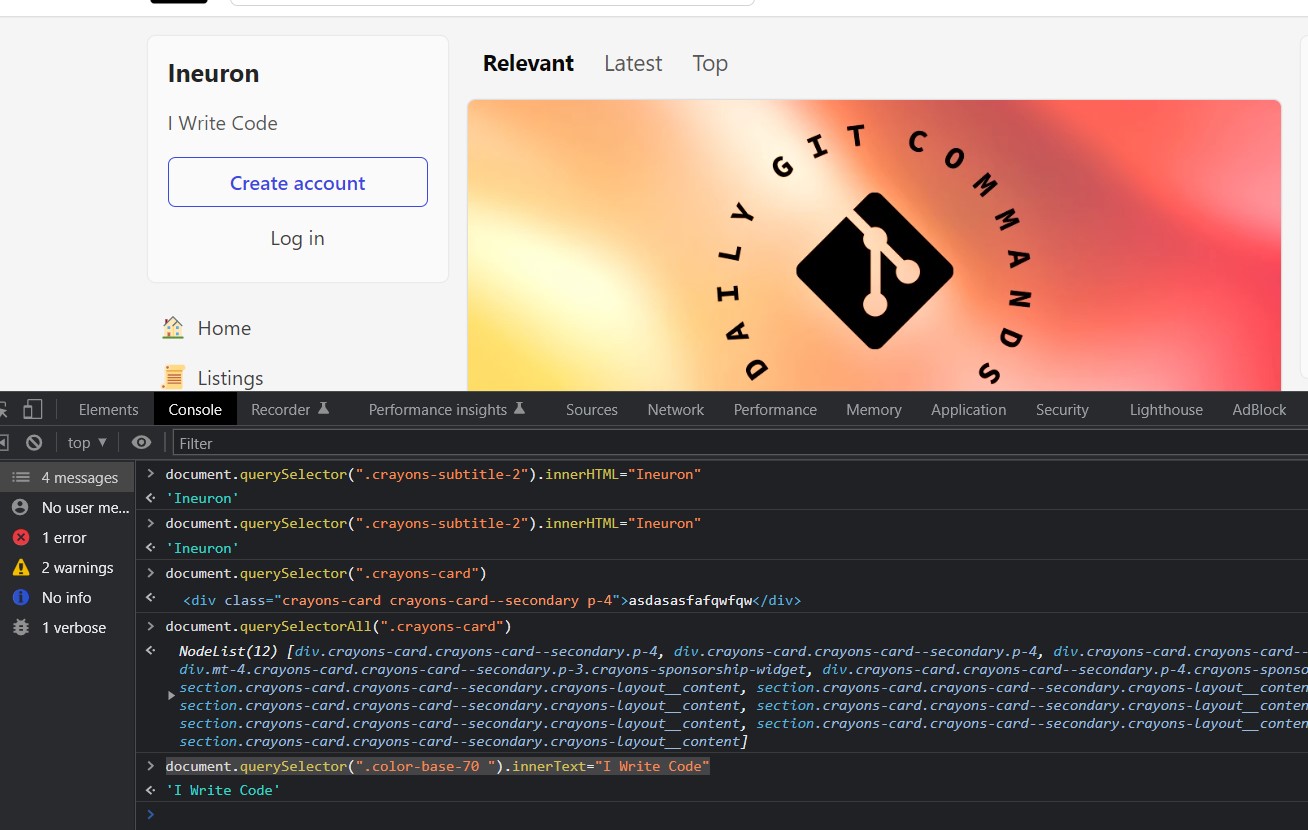 Ineuron
I Write Code
Create account
Log in
Home
Listings
Relevant Latest Top
DAILY GIT COMMANDS
Elements Console Recorder Performance insights Sources Network Performance Memory Application Security Lighthouse AdBlock
top ▼ Filter
4 messages
No user me...
1 error
2 warnings
No info
1 verbose
> document.querySelector(".crayons-subtitle-2").innerHTML="Ineuron"
'Ineuron'
> document.querySelector(".crayons-subtitle-2").innerHTML="Ineuron"
'Ineuron'
> document.querySelector(".crayons-card")
<div class="crayons-card crayons-card--secondary p-4">asdasasfafqwfqw</div>
> document.querySelectorAll(".crayons-card")
NodeList(12) [div.crayons-card.crayons-card--secondary.p-4, div.crayons-card.crayons-card--secondary.p-4, div.crayons-card.crayons-card--
div.mt-4.crayons-card.crayons-card--secondary.p-3.crayons-sponsorship-widget, div.crayons-card.crayons-card--secondary.p-4.crayons-sponso
section.crayons-card.crayons-card--secondary.crayons-layout__content, section.crayons-card.crayons-card--secondary.crayons-layout__conten
section.crayons-card.crayons-card--secondary.crayons-layout__content, section.crayons-card.crayons-card--secondary.crayons-layout__conten
section.crayons-card.crayons-card--secondary.crayons-layout__content, section.crayons-card.crayons-card--secondary.crayons-layout__conten
section.crayons-card.crayons-card--secondary.crayons-layout__content]
> document.querySelector(".color-base-70 ").innerText="I Write Code"
'I Write Code'
>